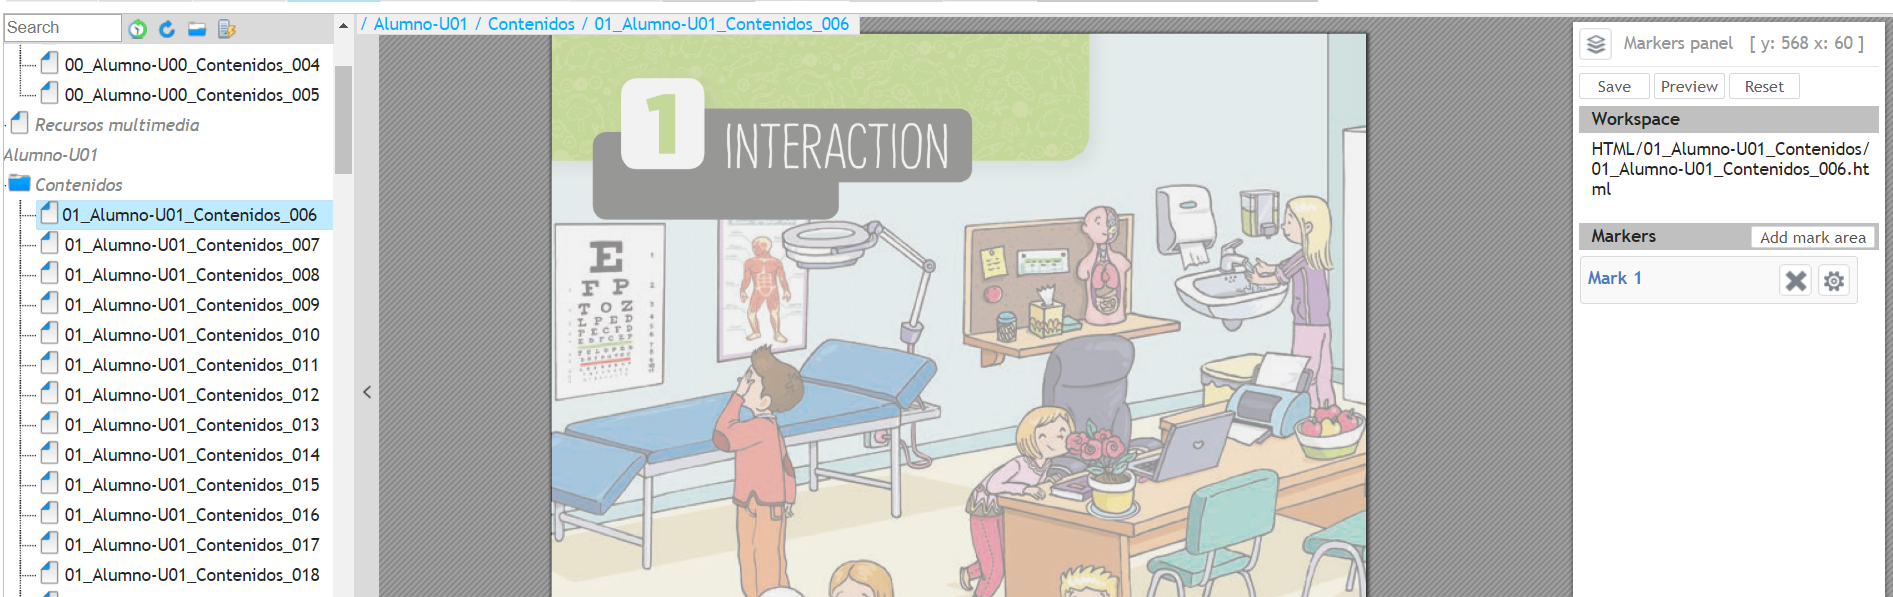 Search
00_Alumno-U00_Contenidos_004
00_Alumno-U00_Contenidos_005
Recursos multimedia
Alumno-U01
Contenidos
01_Alumno-U01_Contenidos_006
01_Alumno-U01_Contenidos_007
01_Alumno-U01_Contenidos_008
01_Alumno-U01_Contenidos_009
01_Alumno-U01_Contenidos_010
01_Alumno-U01_Contenidos_011
01_Alumno-U01_Contenidos_012
01_Alumno-U01_Contenidos_013
01_Alumno-U01_Contenidos_014
01_Alumno-U01_Contenidos_015
01_Alumno-U01_Contenidos_016
01_Alumno-U01_Contenidos_017
01_Alumno-U01_Contenidos_018
/ Alumno-U01 / Contenidos / 01_Alumno-U01_Contenidos_006
1 INTERACTION
E
F P
T O Z
L P E D
P E C F D
Markers panel [ y: 568 x: 60 ]
Save Preview Reset
Workspace
HTML/01_Alumno-U01_Contenidos/
01_Alumno-U01_Contenidos_006.ht
ml
Markers Add mark area
Mark 1